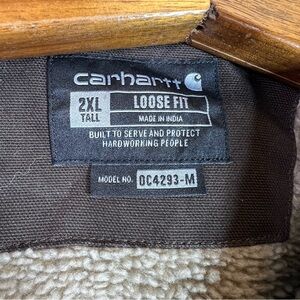 carhartt
2XL TALL LOOSE FIT
MADE IN INDIA
BUILT TO SERVE AND PROTECT
HARDWORKING PEOPLE
MODEL NO. OC4293-M